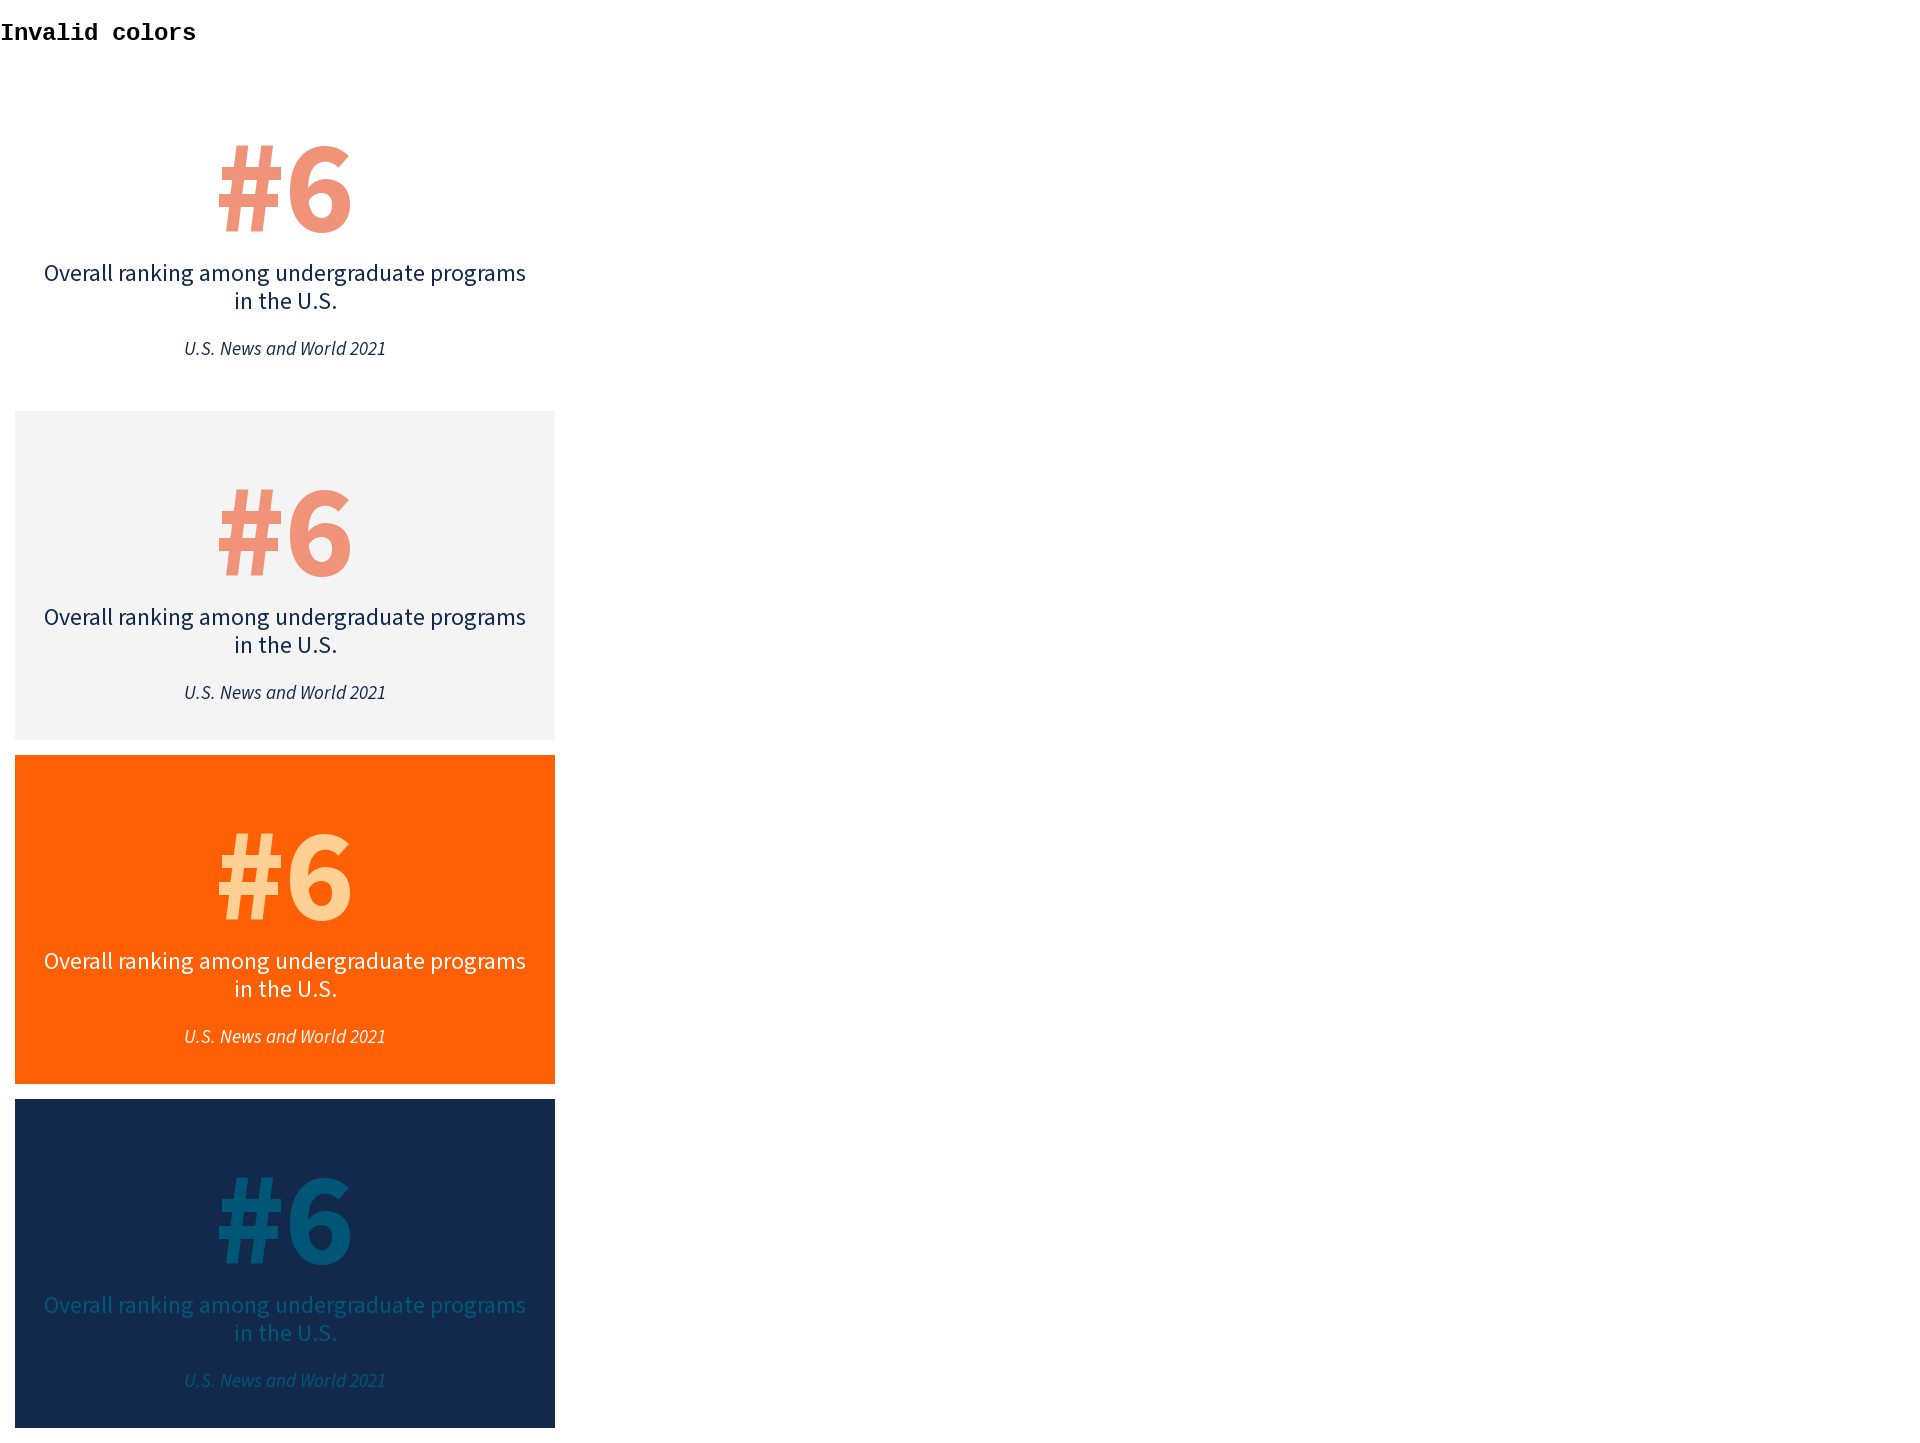 Invalid colors
#6
Overall ranking among undergraduate programs
in the U.S.
U.S. News and World 2021
#6
Overall ranking among undergraduate programs
in the U.S.
U.S. News and World 2021
#6
Overall ranking among undergraduate programs
in the U.S.
U.S. News and World 2021
#6
Overall ranking among undergraduate programs
in the U.S.
U.S. News and World 2021